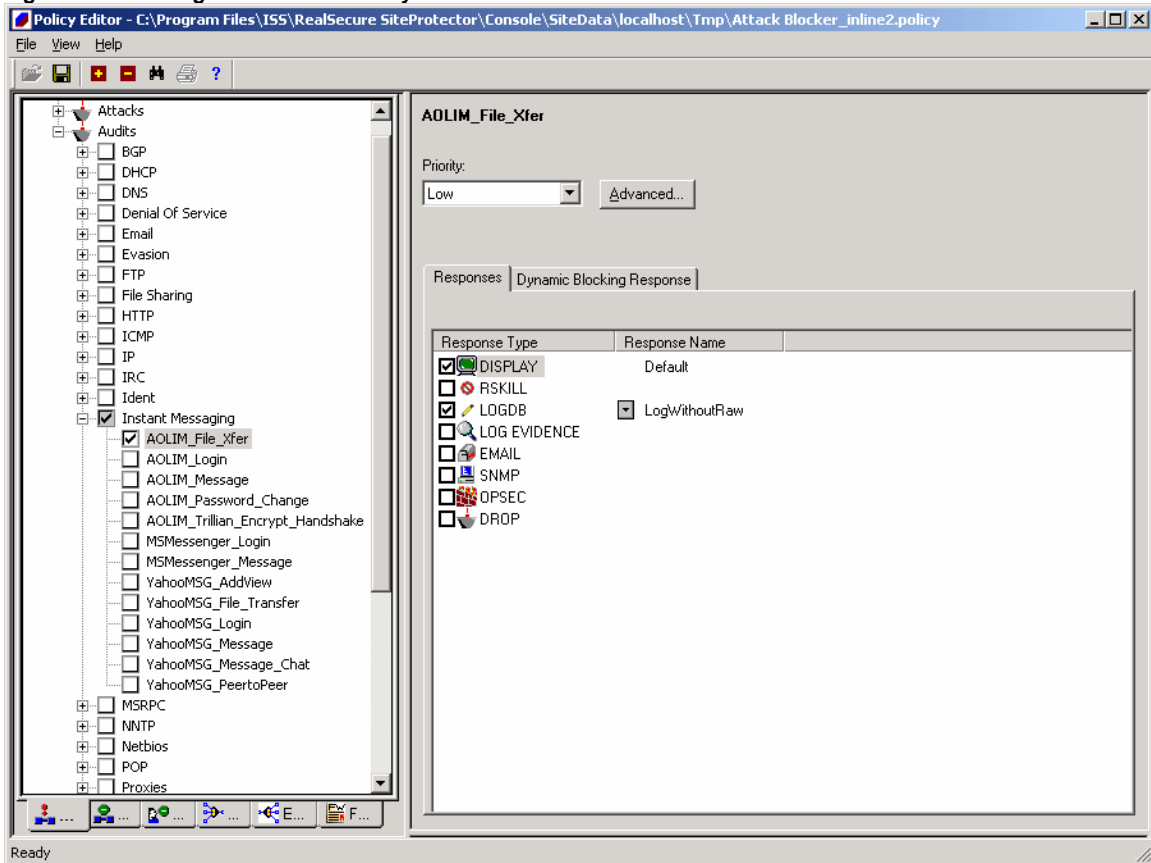 Policy Editor - C:\Program Files\ISS\RealSecure SiteProtector\Console\SiteData\localhost\Tmp\Attack Blocker_inline2.policy
File View Help
Attacks
Audits
BGP
DHCP
DNS
Denial Of Service
Email
Evasion
FTP
File Sharing
HTTP
ICMP
IP
IRC
Ident
Instant Messaging
AOLIM_File_Xfer
AOLIM_Login
AOLIM_Message
AOLIM_Password_Change
AOLIM_Trillian_Encrypt_Handshake
MSMessenger_Login
MSMessenger_Message
YahooMSG_AddView
YahooMSG_File_Transfer
YahooMSG_Login
YahooMSG_Message
YahooMSG_Message_Chat
YahooMSG_PeertoPeer
MSRPC
NNTP
Netbios
POP
Proxies
... ... ... ... E... F...
AOLIM_File_Xfer
Priority:
Low Advanced...
Responses Dynamic Blocking Response
Response Type Response Name
DISPLAY Default
RSKILL
LOGDB LogWithoutRaw
LOG EVIDENCE
EMAIL
SNMP
OPSEC
DROP
Ready